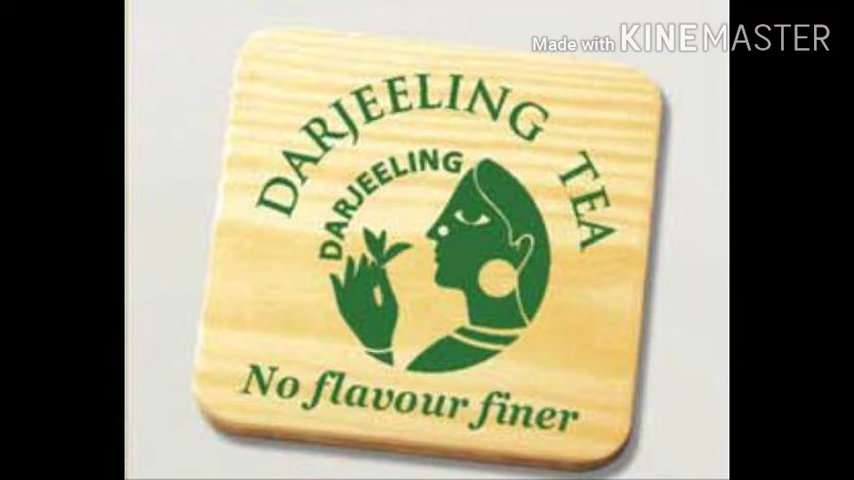 Made with KINEMASTER
DARJEELING TEA
DARJEELING
No flavour finer